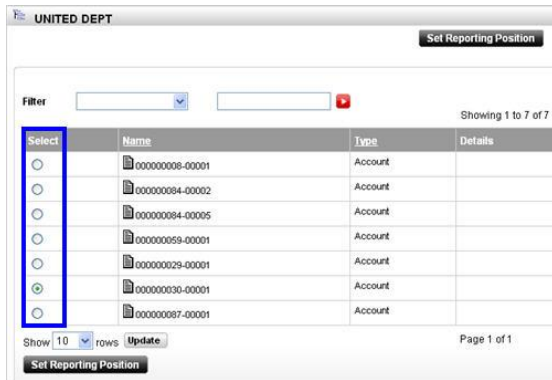 UNITED DEPT
Set Reporting Position
Filter
Showing 1 to 7 of 7
Select Name Type Details
000000008-00001 Account
000000084-00002 Account
000000084-00005 Account
000000059-00001 Account
000000029-00001 Account
000000030-00001 Account
000000087-00001 Account
Show 10 rows Update Page 1 of 1
Set Reporting Position